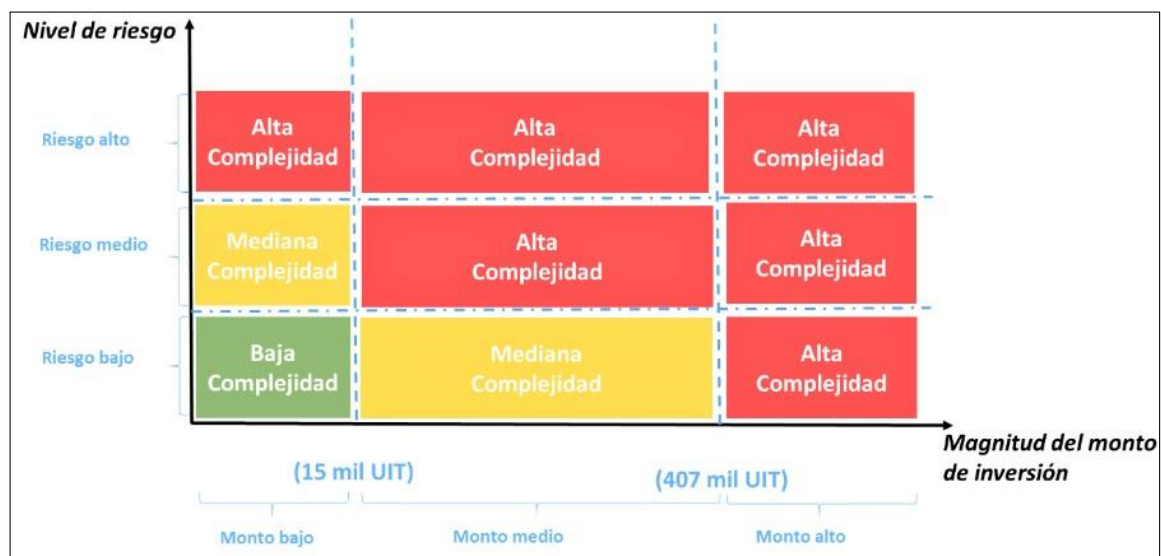 Nivel de riesgo
Riesgo alto
Alta
Complejidad
Alta
Complejidad
Alta
Complejidad
Riesgo medio
Mediana
Complejidad
Alta
Complejidad
Alta
Complejidad
Riesgo bajo
Baja
Complejidad
Mediana
Complejidad
Alta
Complejidad
Magnitud del monto
de inversión
(15 mil UIT)
(407 mil UIT)
Monto bajo
Monto medio
Monto alto